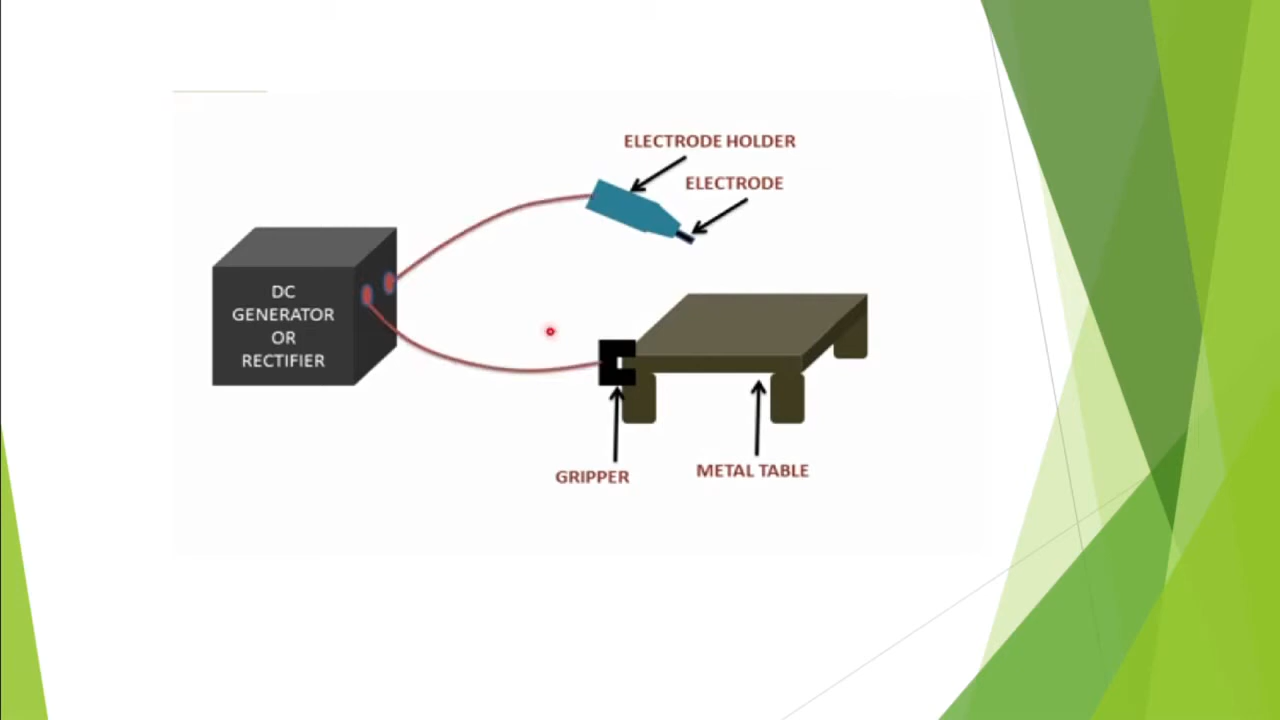 ELECTRODE HOLDER
ELECTRODE
DC
GENERATOR
OR
RECTIFIER
GRIPPER
METAL TABLE